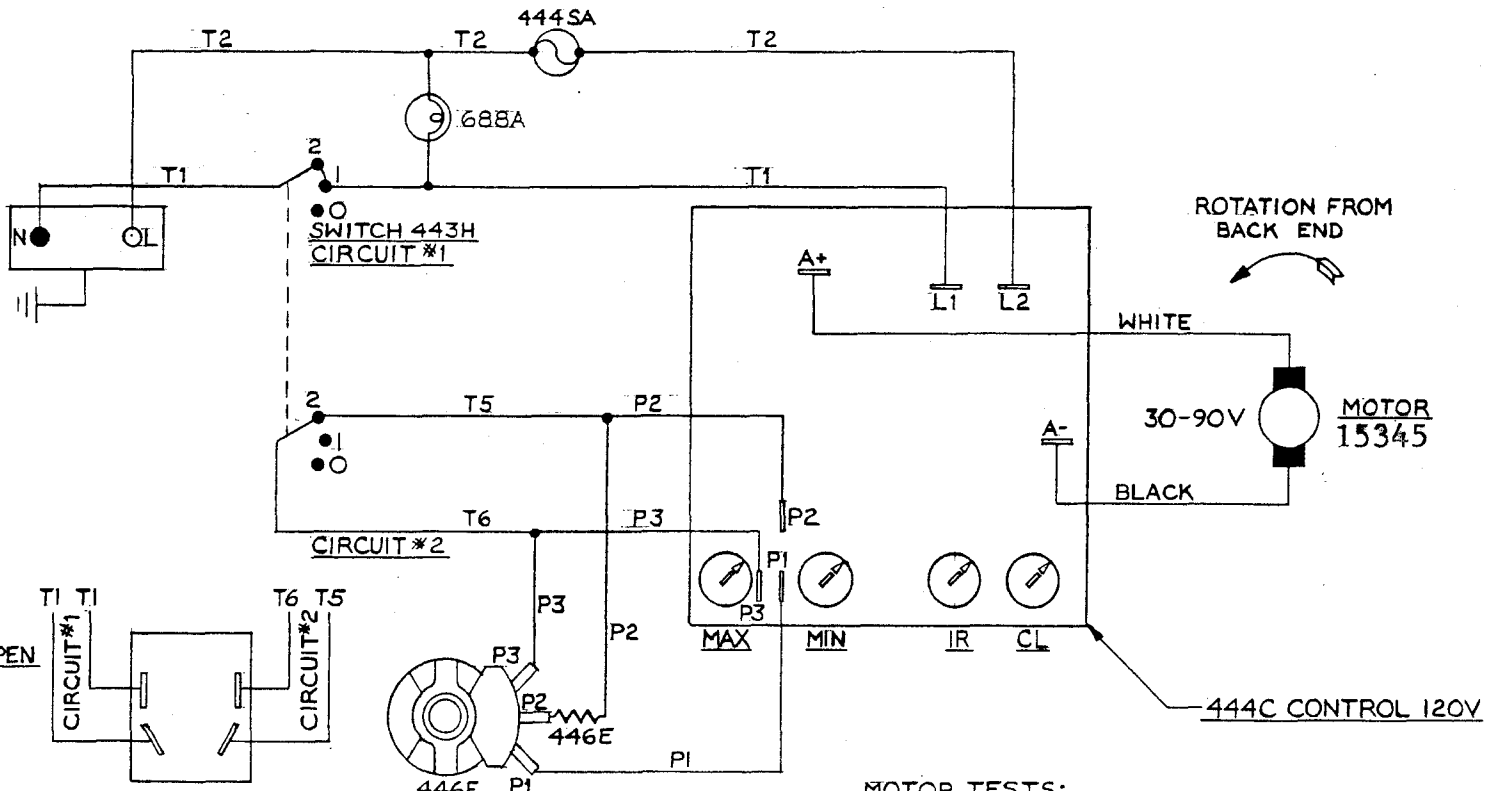 444SA
T2
T2
T2
688A
2
T1
1
T1
O
N
L
SWITCH 443H
CIRCUIT #1
ROTATION FROM
BACK END
A+
L1
L2
WHITE
2
T5
P2
30-90V
MOTOR
15345
1
A-
O
BLACK
P2
T6
P3
CIRCUIT #2
P1
P3
MAX
MIN
IR
CL
T1 T1
T6 T5
P3
P2
CIRCUIT #1
CIRCUIT #2
PEN
P3
P2
446E
444C CONTROL 120V
P1
P1
MOTOR TESTS: